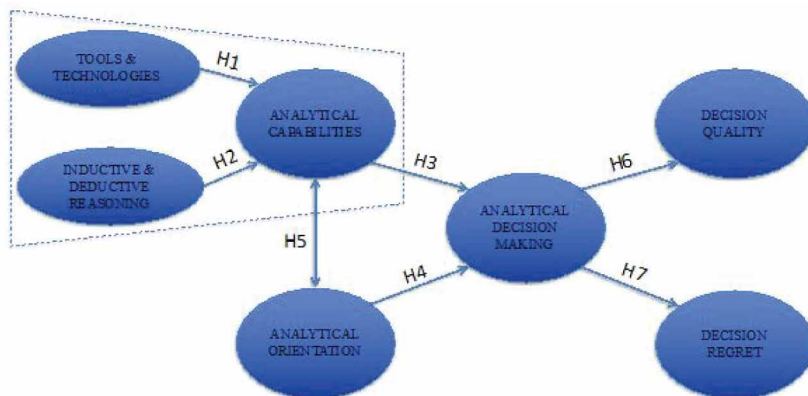 TOOLS &
TECHNOLOGIES
H1
ANALYTICAL
CAPABILITIES
INDUCTIVE &
DEDUCTIVE
REASONING
H2
H3
H5
ANALYTICAL
ORIENTATION
H4
ANALYTICAL
DECISION
MAKING
H6
DECISION
QUALITY
H7
DECISION
REGRET